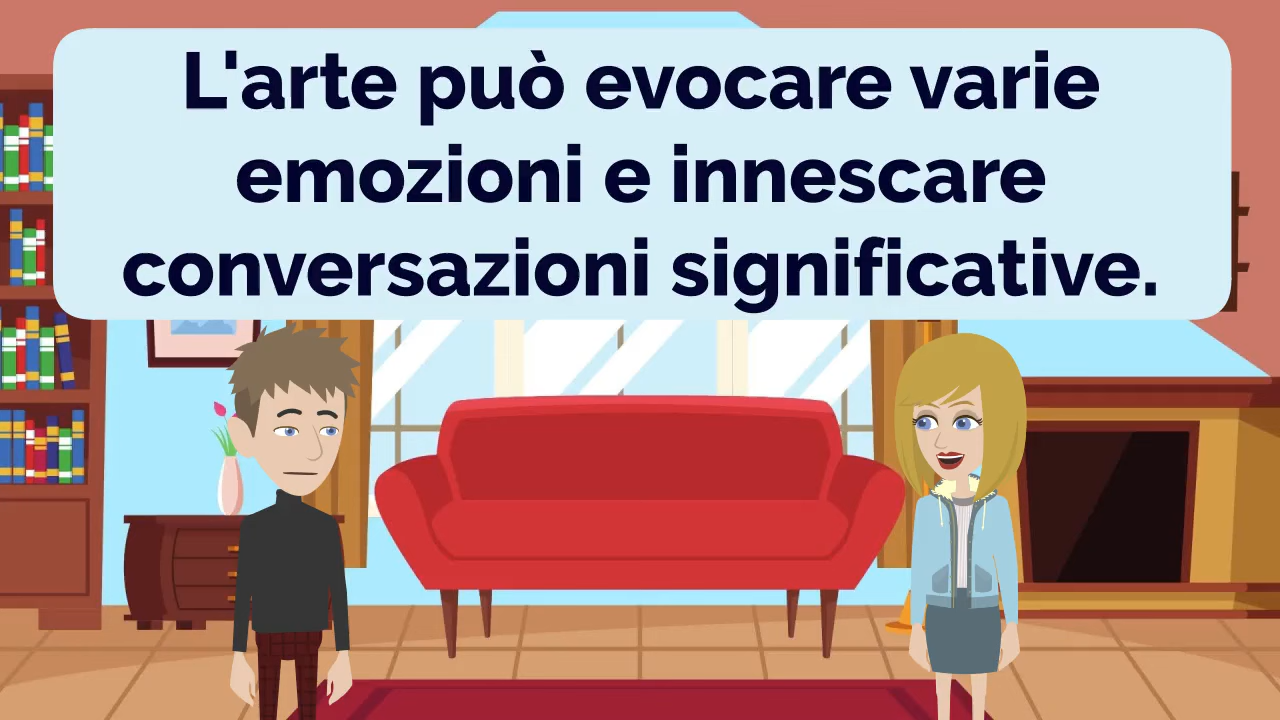 L'arte può evocare varie
emozioni e innescare
conversazioni significative.